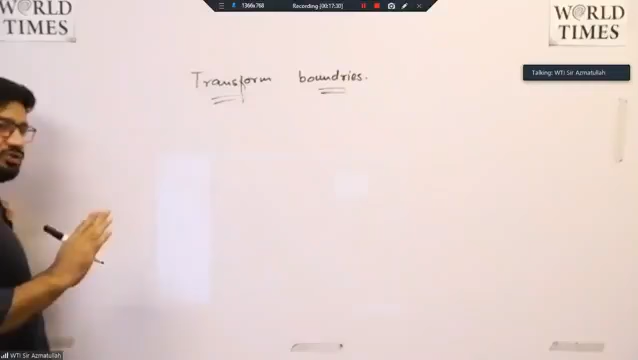 1366x768
Recording [00:17:30]
WORLD
TIMES
WORLD
TIMES
Talking: WTI Sir Azmatullah
Transform boundries.
WTI Sir Azmatullah